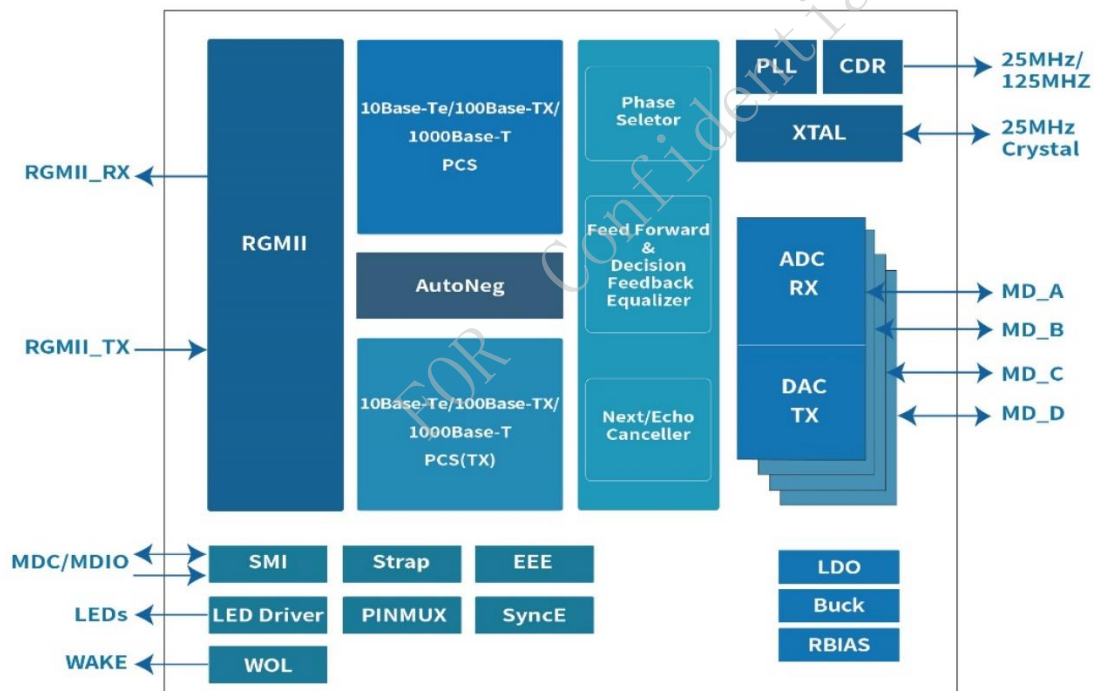 RGMII_RX
RGMII_TX
RGMII
10Base-Te/100Base-TX/
1000Base-T
PCS
AutoNeg
10Base-Te/100Base-TX/
1000Base-T
PCS(TX)
Phase
Seletor
Feed Forward
&
Decision
Feedback
Equalizer
Next/Echo
Canceller
PLL
CDR
25MHz/
125MHZ
XTAL
25MHz
Crystal
ADC
RX
DAC
TX
MD_A
MD_B
MD_C
MD_D
MDC/MDIO
SMI
Strap
EEE
LEDs
LED Driver
PINMUX
SyncE
WAKE
WOL
LDO
Buck
RBIAS
FOR Confidential